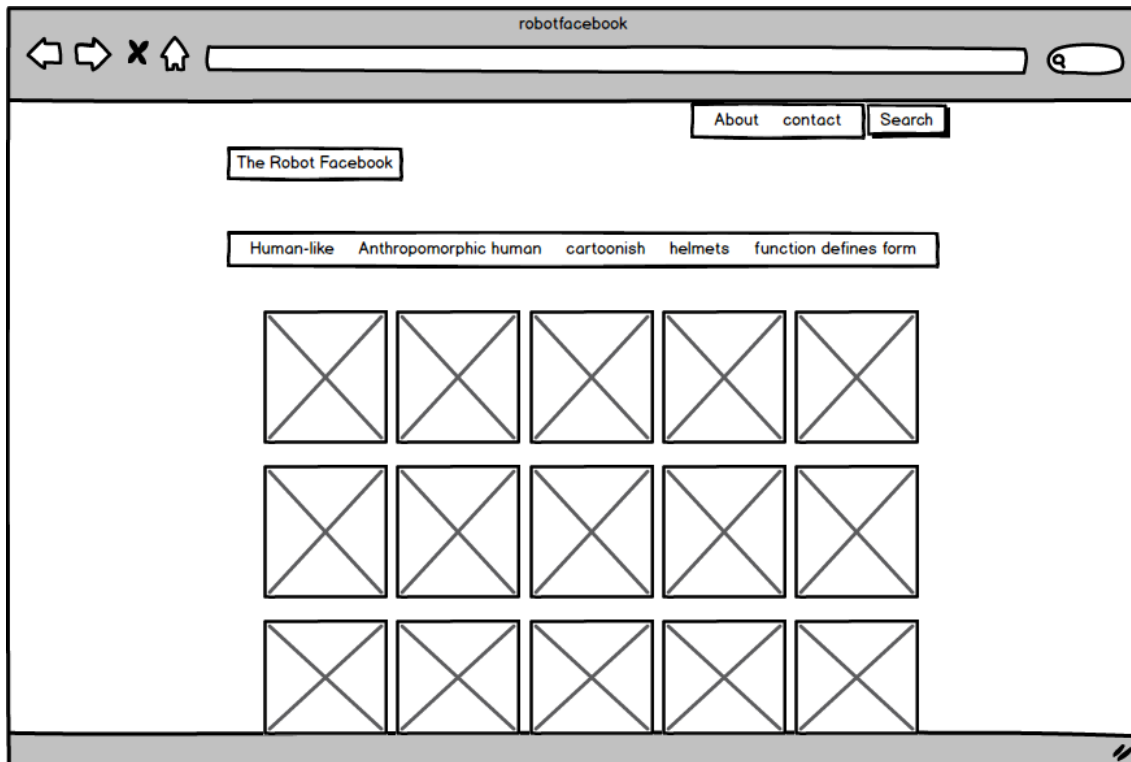 robotfacebook
About contact Search
The Robot Facebook
Human-like Anthropomorphic human cartoonish helmets function defines form